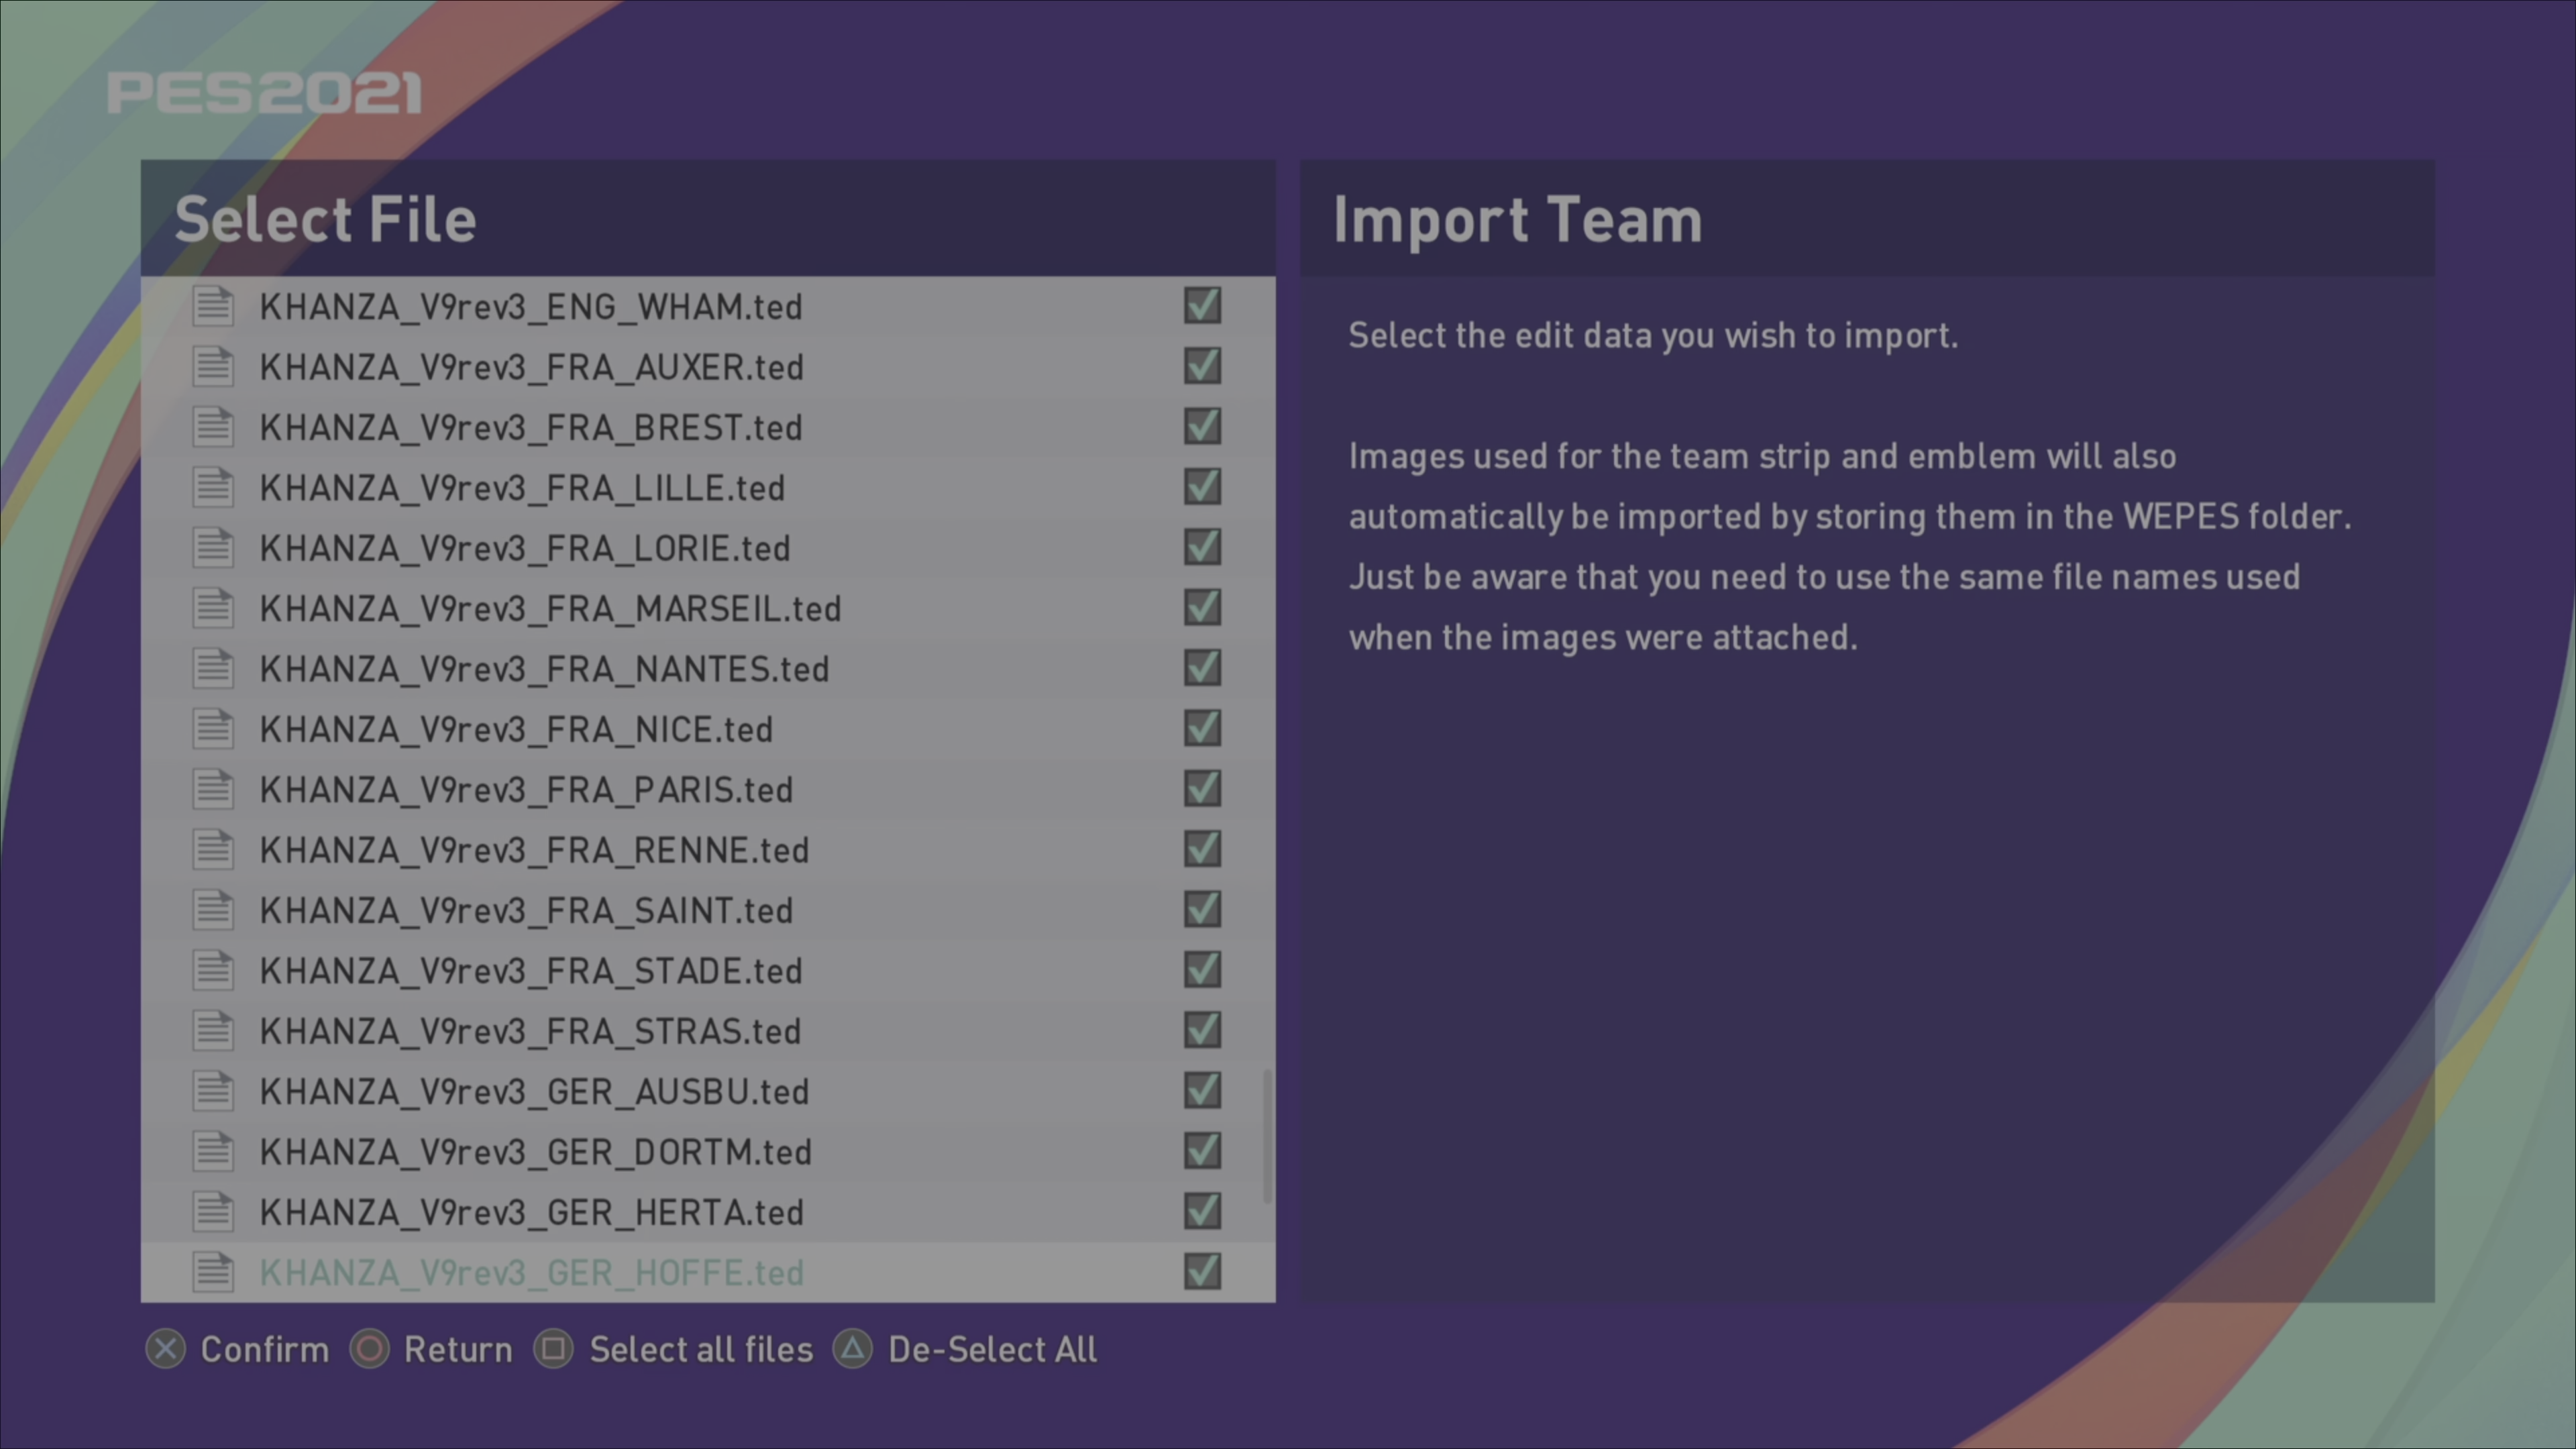 PES2021
Select File
KHANZA_V9rev3_ENG_WHAM.ted
KHANZA_V9rev3_FRA_AUXER.ted
KHANZA_V9rev3_FRA_BREST.ted
KHANZA_V9rev3_FRA_LILLE.ted
KHANZA_V9rev3_FRA_LORIE.ted
KHANZA_V9rev3_FRA_MARSEIL.ted
KHANZA_V9rev3_FRA_NANTES.ted
KHANZA_V9rev3_FRA_NICE.ted
KHANZA_V9rev3_FRA_PARIS.ted
KHANZA_V9rev3_FRA_RENNE.ted
KHANZA_V9rev3_FRA_SAINT.ted
KHANZA_V9rev3_FRA_STADE.ted
KHANZA_V9rev3_FRA_STRAS.ted
KHANZA_V9rev3_GER_AUSBU.ted
KHANZA_V9rev3_GER_DORTM.ted
KHANZA_V9rev3_GER_HERTA.ted
KHANZA_V9rev3_GER_HOFFE.ted
Import Team
Select the edit data you wish to import.
Images used for the team strip and emblem will also
automatically be imported by storing them in the WEPES folder.
Just be aware that you need to use the same file names used
when the images were attached.
Confirm Return Select all files De-Select All